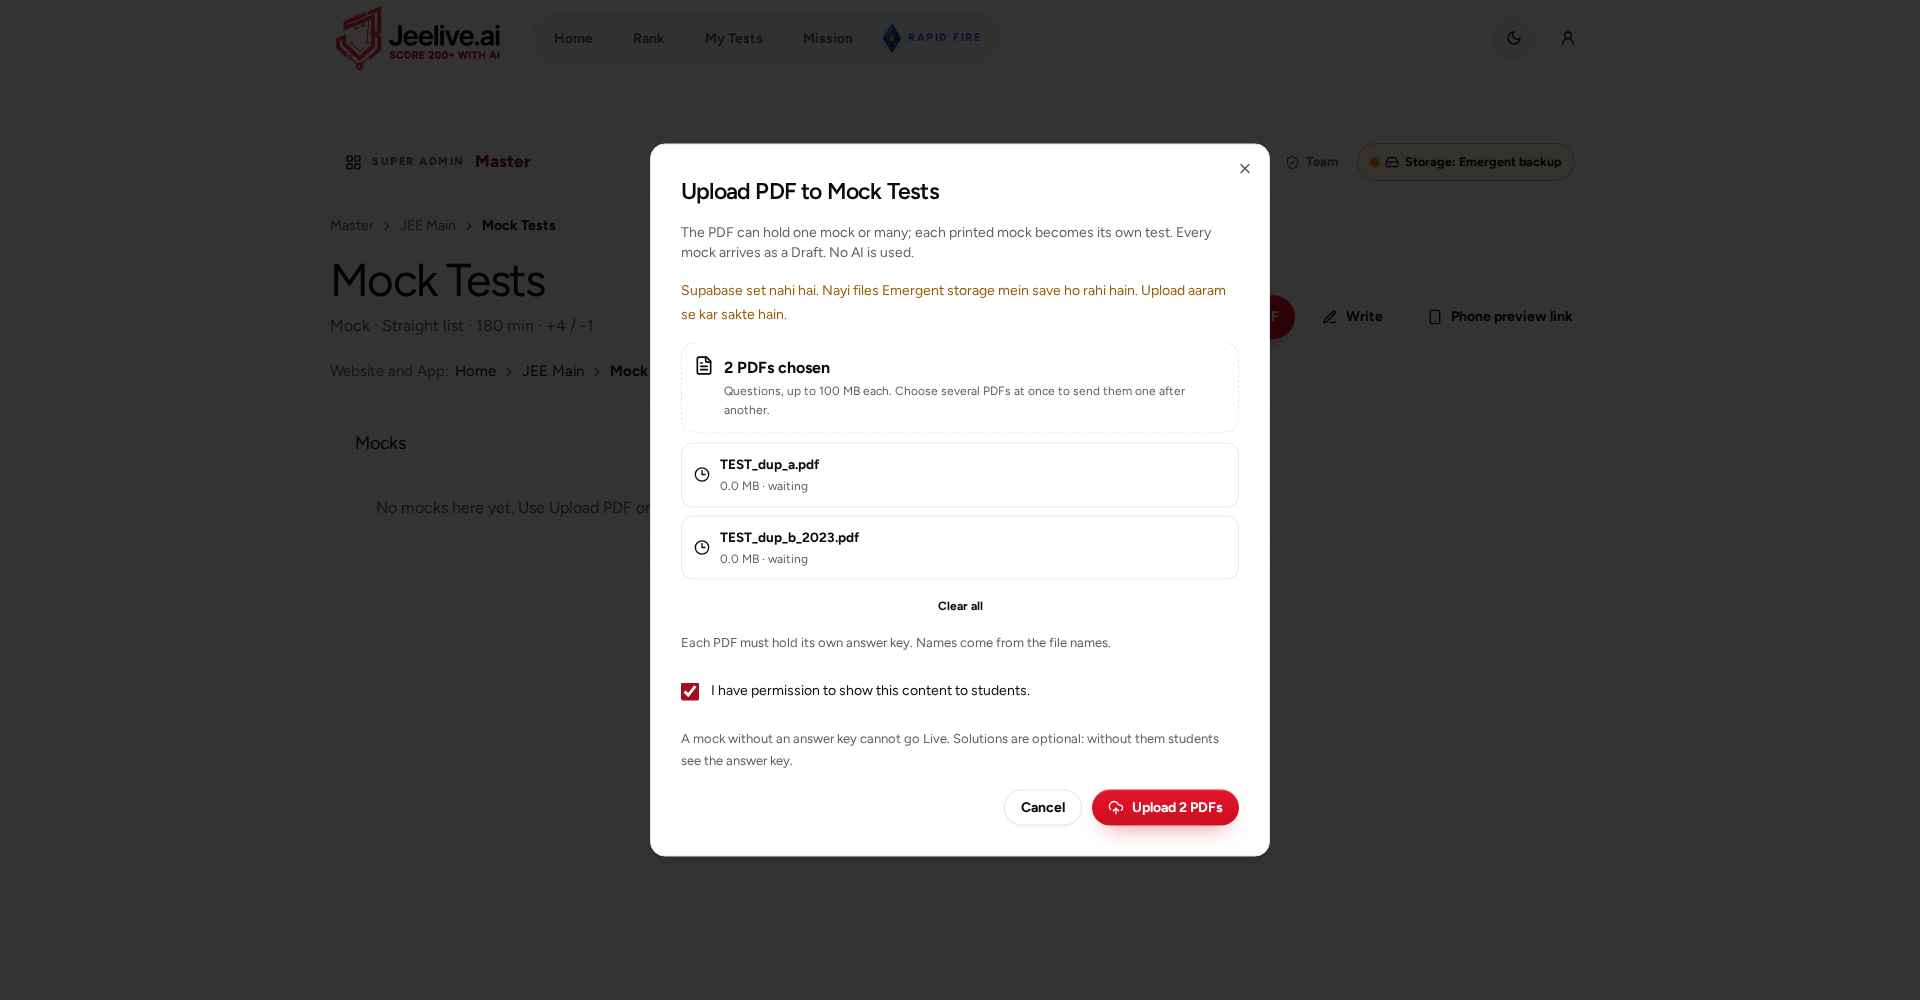 Jeelive.ai
SCORE 200+ WITH AI
Home
Rank
My Tests
Mission
RAPID FIRE
SUPER ADMIN Master
Team
Storage: Emergent backup
Master > JEE Main > Mock Tests
Mock Tests
Mock · Straight list · 180 min · +4 / -1
F
Write
Phone preview link
Website and App: Home > JEE Main > Mock
Mocks
No mocks here yet. Use Upload PDF or
Upload PDF to Mock Tests
The PDF can hold one mock or many; each printed mock becomes its own test. Every
mock arrives as a Draft. No AI is used.
Supabase set nahi hai. Nayi files Emergent storage mein save ho rahi hain. Upload aaram
se kar sakte hain.
2 PDFs chosen
Questions, up to 100 MB each. Choose several PDFs at once to send them one after
another.
TEST_dup_a.pdf
0.0 MB · waiting
TEST_dup_b_2023.pdf
0.0 MB · waiting
Clear all
Each PDF must hold its own answer key. Names come from the file names.
I have permission to show this content to students.
A mock without an answer key cannot go Live. Solutions are optional: without them students
see the answer key.
Cancel
Upload 2 PDFs